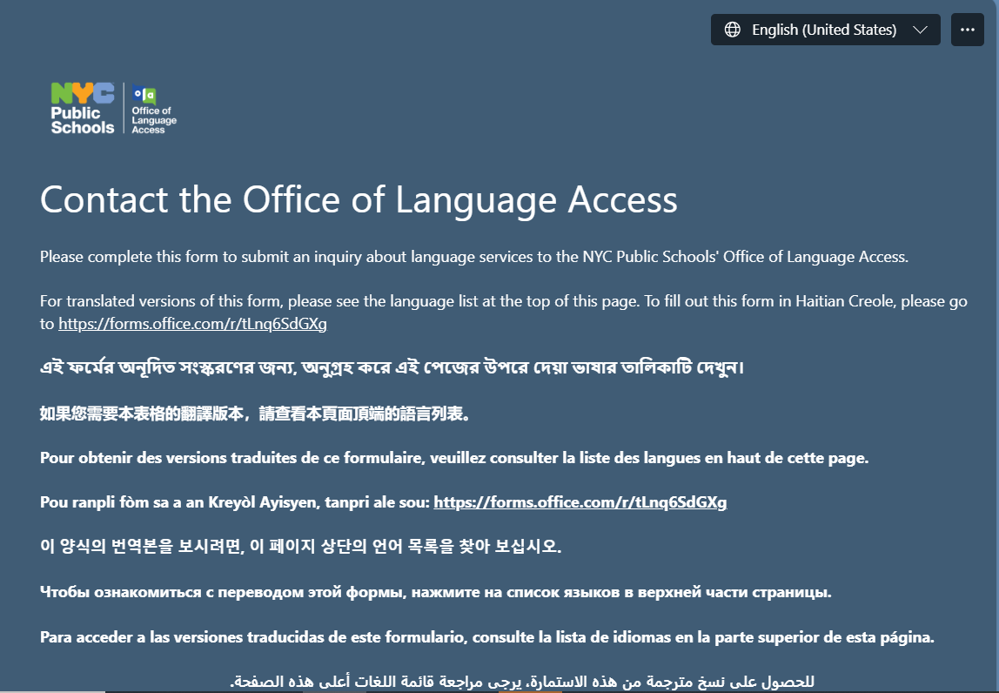 English (United States)
NYC
Public
Schools
ola
Office of
Language
Access
Contact the Office of Language Access
Please complete this form to submit an inquiry about language services to the NYC Public Schools' Office of Language Access.
For translated versions of this form, please see the language list at the top of this page. To fill out this form in Haitian Creole, please go
to https://forms.office.com/r/tLnq6SdGXg
এই ফর্মের অনূদিত সংস্করণের জন্য, অনুগ্রহ করে এই পেজের উপরে দেয়া ভাষার তালিকাটি দেখুন।
如果您需要本表格的翻譯版本，請查看本頁面頂端的語言列表。
Pour obtenir des versions traduites de ce formulaire, veuillez consulter la liste des langues en haut de cette page.
Pou ranpli fòm sa a an Kreyòl Ayisyen, tanpri ale sou: https://forms.office.com/r/tLnq6SdGXg
이 양식의 번역본을 보시려면, 이 페이지 상단의 언어 목록을 찾아 보십시오.
Чтобы ознакомиться с переводом этой формы, нажмите на список языков в верхней части страницы.
Para acceder a las versiones traducidas de este formulario, consulte la lista de idiomas en la parte superior de esta página.
للحصول على نسخ مترجمة من هذه الاستمارة، يرجى مراجعة قائمة اللغات أعلى هذه الصفحة.